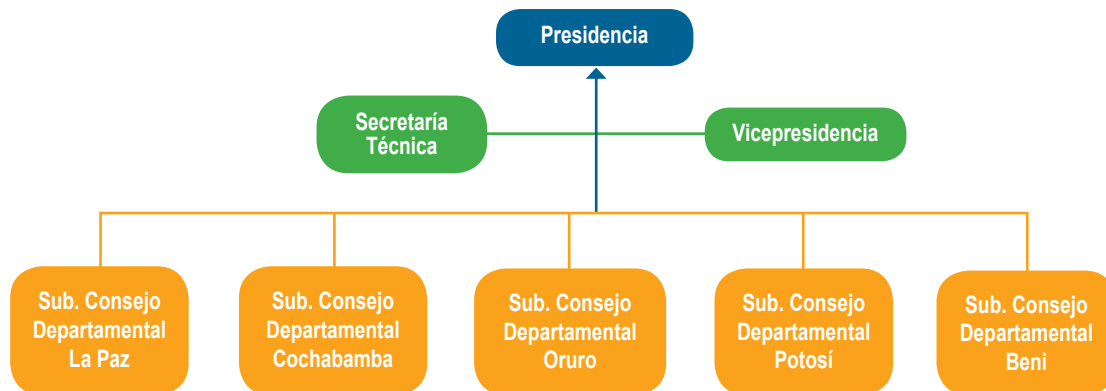 Presidencia
Secretaría
Técnica
Vicepresidencia
Sub. Consejo
Departamental
La Paz
Sub. Consejo
Departamental
Cochabamba
Sub. Consejo
Departamental
Oruro
Sub. Consejo
Departamental
Potosí
Sub. Consejo
Departamental
Beni